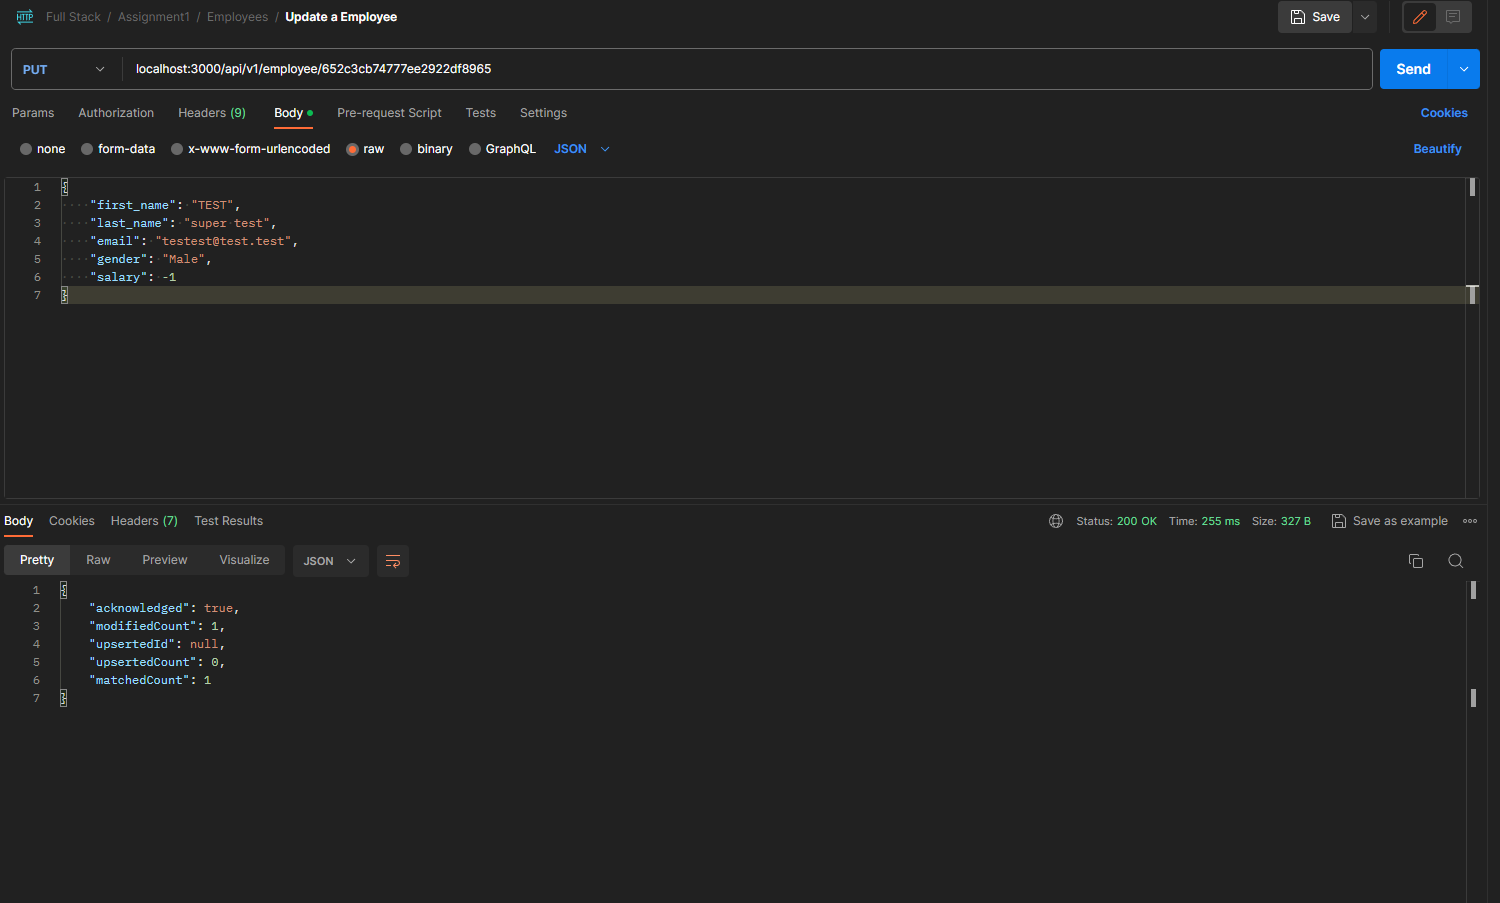 HTTP Full Stack / Assignment1 / Employees / Update a Employee Save
PUT localhost:3000/api/v1/employee/652c3cb74777ee2922df8965 Send
Params Authorization Headers (9) Body Pre-request Script Tests Settings Cookies
none form-data x-www-form-urlencoded raw binary GraphQL JSON Beautify
1 {
2 "first_name": "TEST",
3 "last_name": "super test",
4 "email": "testest@test.test",
5 "gender": "Male",
6 "salary": -1
7 }
Body Cookies Headers (7) Test Results Status: 200 OK Time: 255 ms Size: 327 B Save as example
Pretty Raw Preview Visualize JSON
1 {
2 "acknowledged": true,
3 "modifiedCount": 1,
4 "upsertedId": null,
5 "upsertedCount": 0,
6 "matchedCount": 1
7 }